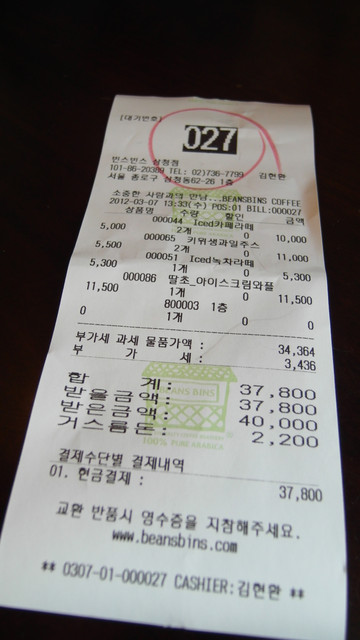 [대기번호]
027
빈스빈스 삼청점
101-86-20389 TEL: 02)736-7799 김현환
서울 종로구 삼청동62-26 1층
소중한 사람과의 만남...BEANSBINS COFFEE
2012-03-07 13:33(수) POS:01 BILL:000027
상품명 수량 할인 금액
000044 Iced카페라떼
5,000 2개 0 10,000
000065 키위생과일주스
5,500 2개 0 11,000
000051 Iced녹차라떼
5,300 1개 0 5,300
000086 딸초_아이스크림와플
11,500 1개 0 11,500
800003 1층
0 1개 0 0
부가세 과세 물품가액 : 34,364
부 가 세 : 3,436
합 계 : 37,800
받을금액: 37,800
받은금액: 40,000
거스름돈: 2,200
BEANS BINS
100% PURE ARABICA
결제수단별 결제내역
01. 현금결제 : 37,800
교환 반품시 영수증을 지참해주세요.
www.beansbins.com
** 0307-01-000027 CASHIER:김현환 **